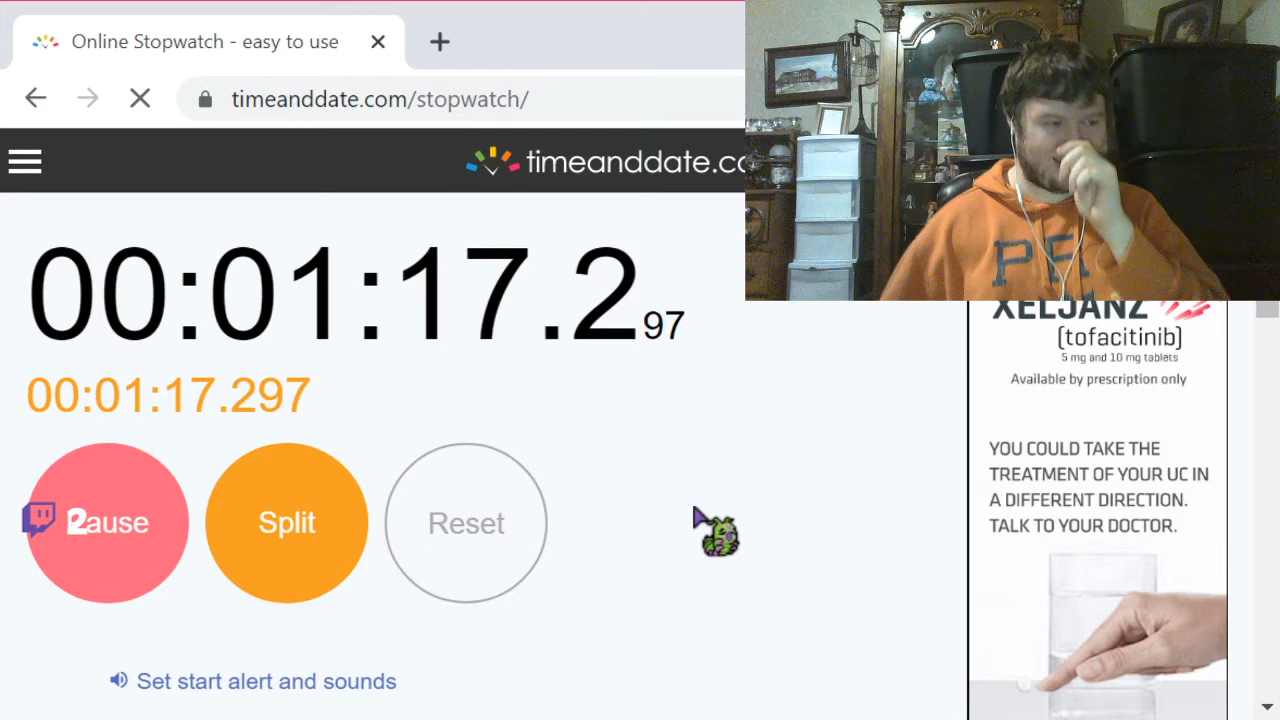 Online Stopwatch - easy to use
timeanddate.com/stopwatch/
timeanddate.co
00:01:17.297
00:01:17.297
Pause
2
Split
Reset
Set start alert and sounds
XELJANZ
(tofacitinib)
5 mg and 10 mg tablets
Available by prescription only
YOU COULD TAKE THE
TREATMENT OF YOUR UC IN
A DIFFERENT DIRECTION.
TALK TO YOUR DOCTOR.